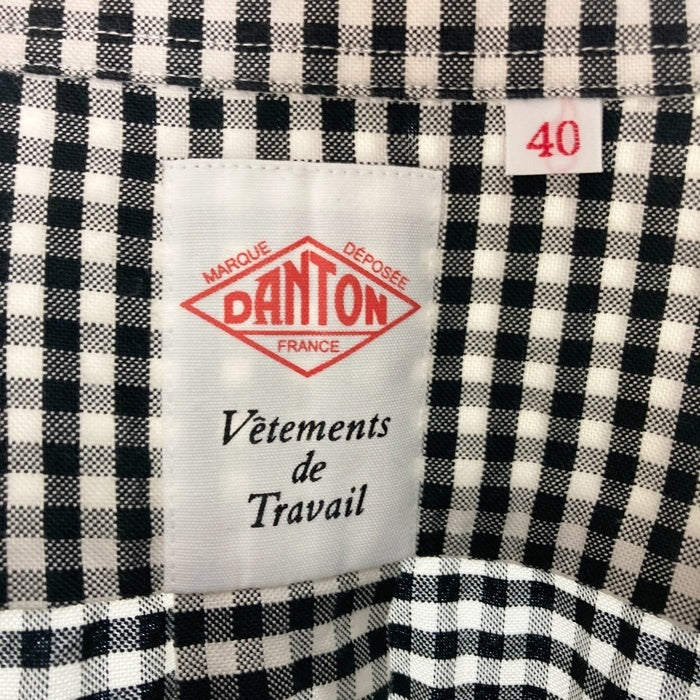 40
MARQUE DÉPOSÉE
DANTON
FRANCE
Vêtements
de
Travail